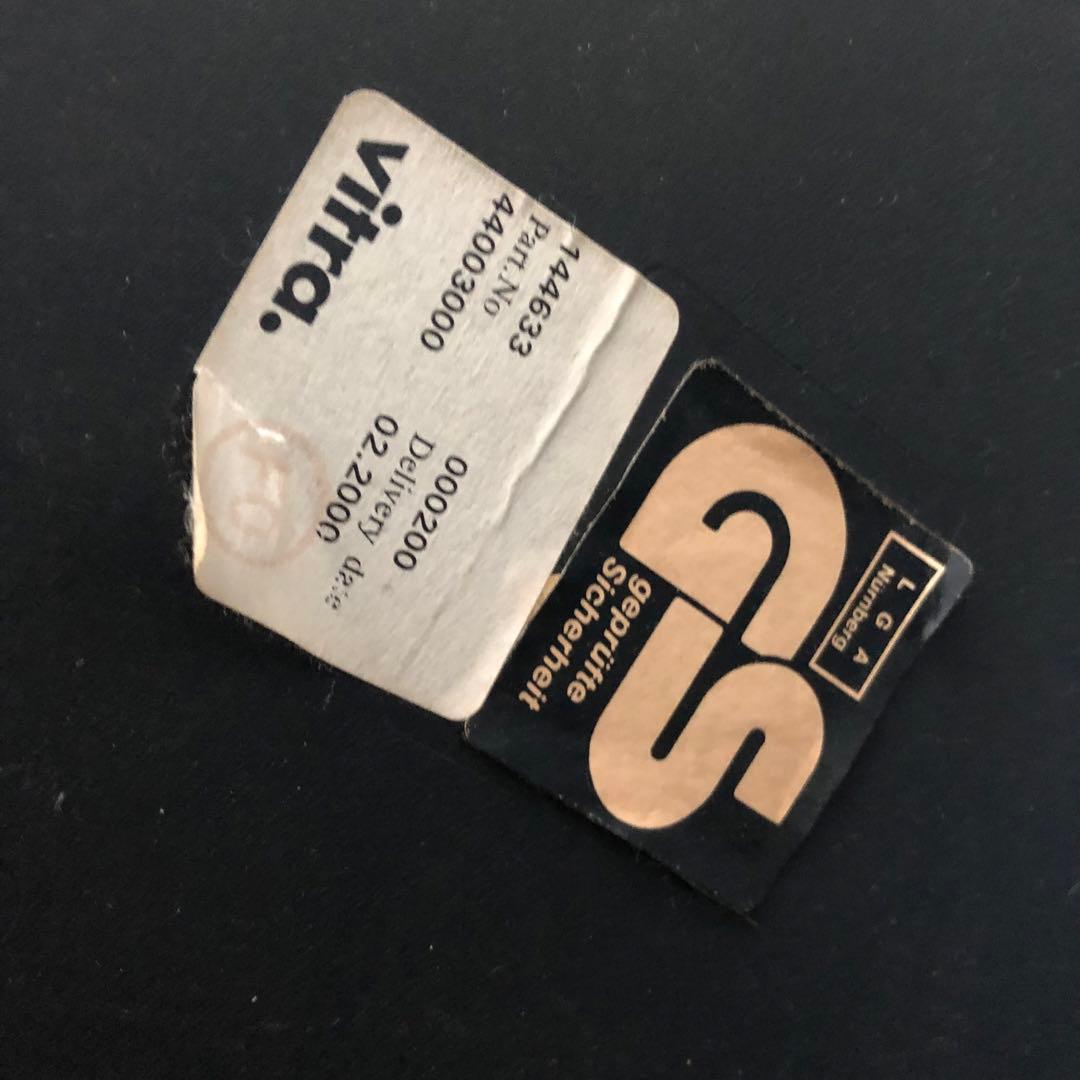 144633 000200
Part.No Delivery date
44003000 02.2000
vitra.
L G A
Nürnberg
GS
geprüfte
Sicherheit